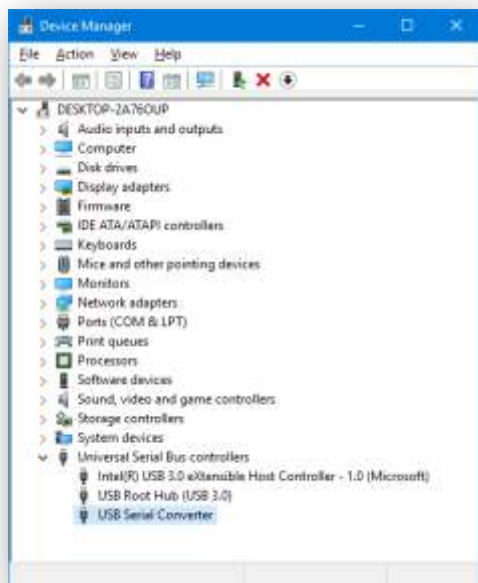 Device Manager
File Action View Help
DESKTOP-2A76OUP
Audio inputs and outputs
Computer
Disk drives
Display adapters
Firmware
IDE ATA/ATAPI controllers
Keyboards
Mice and other pointing devices
Monitors
Network adapters
Ports (COM & LPT)
Print queues
Processors
Software devices
Sound, video and game controllers
Storage controllers
System devices
Universal Serial Bus controllers
Intel(R) USB 3.0 eXtensible Host Controller - 1.0 (Microsoft)
USB Root Hub (USB 3.0)
USB Serial Converter